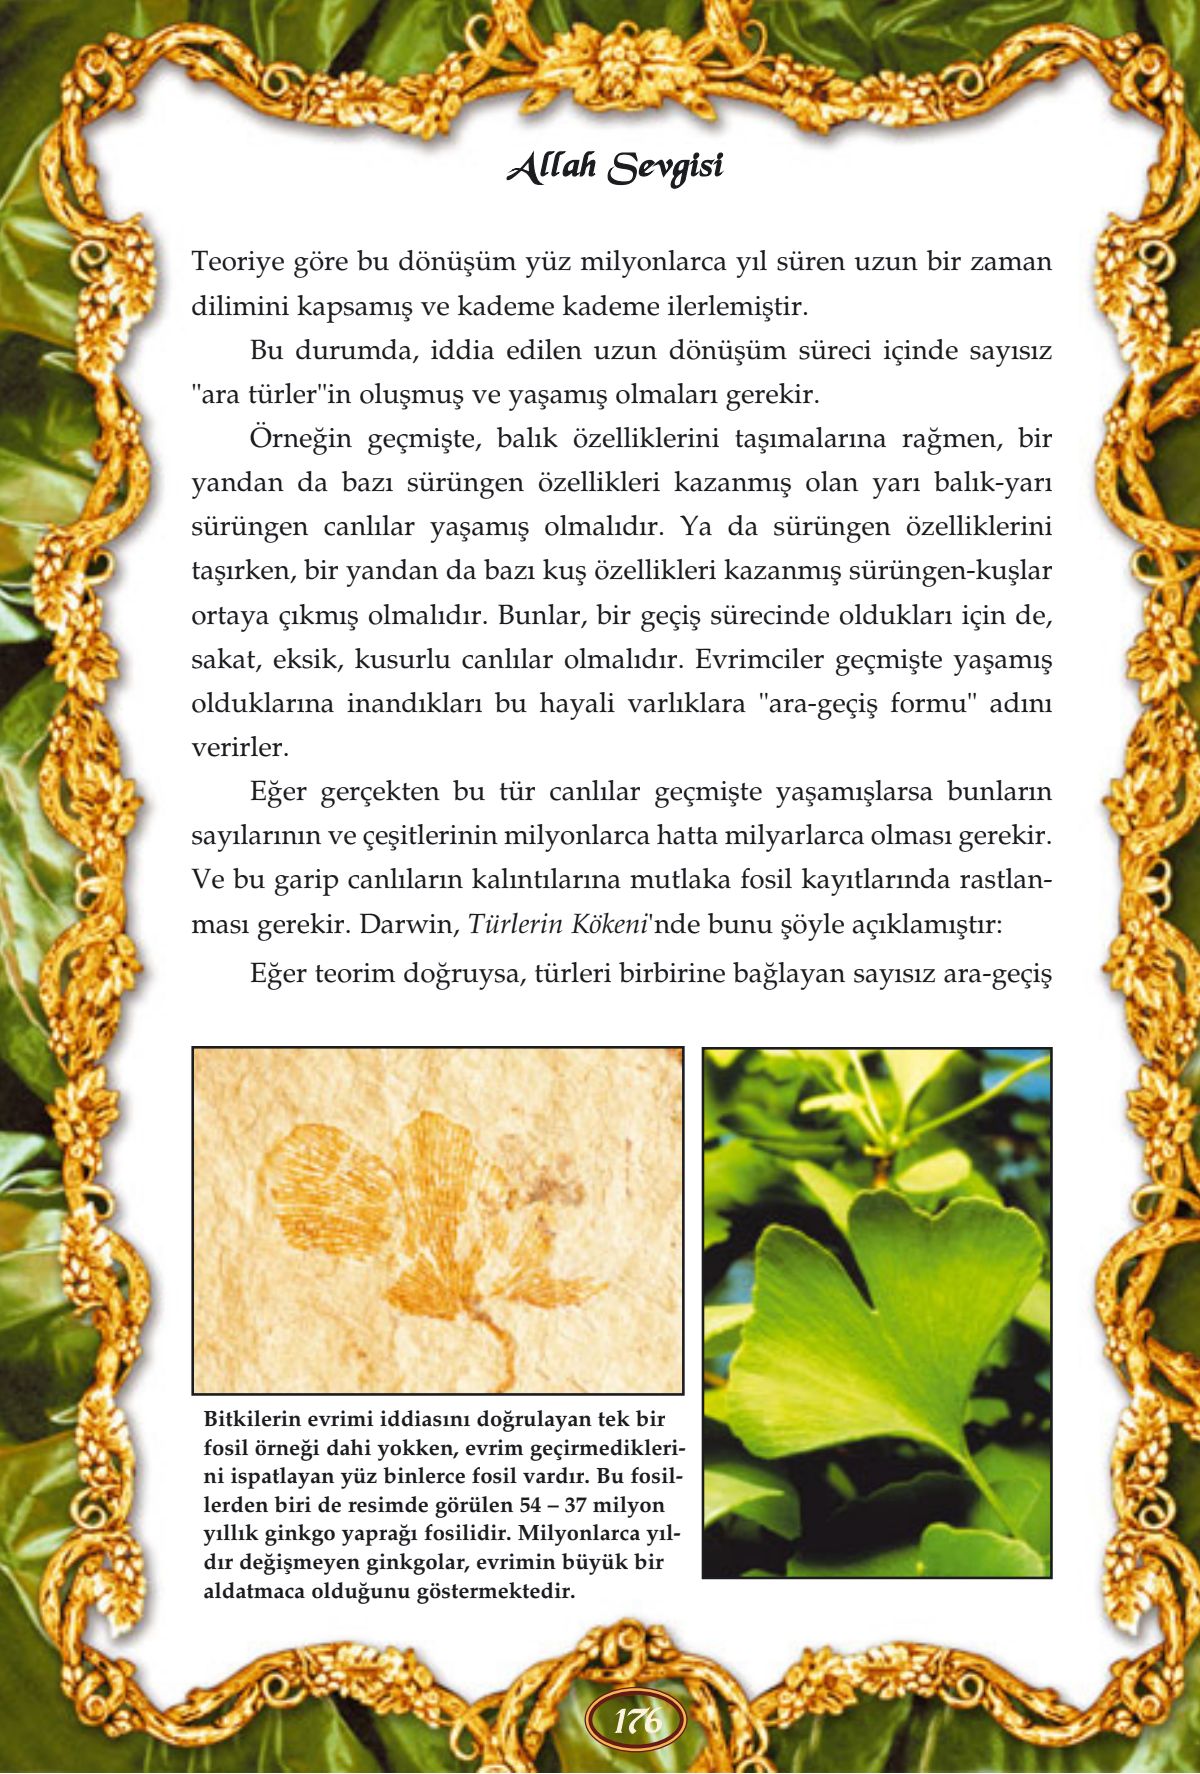 Allah Sevgisi
Teoriye göre bu dönüşüm yüz milyonlarca yıl süren uzun bir zaman
dilimini kapsamış ve kademe kademe ilerlemiştir.
Bu durumda, iddia edilen uzun dönüşüm süreci içinde sayısız
"ara türler"in oluşmuş ve yaşamış olmaları gerekir.
Örneğin geçmişte, balık özelliklerini taşımalarına rağmen, bir
yandan da bazı sürüngen özellikleri kazanmış olan yarı balık-yarı
sürüngen canlılar yaşamış olmalıdır. Ya da sürüngen özelliklerini
taşırken, bir yandan da bazı kuş özellikleri kazanmış sürüngen-kuşlar
ortaya çıkmış olmalıdır. Bunlar, bir geçiş sürecinde oldukları için de,
sakat, eksik, kusurlu canlılar olmalıdır. Evrimciler geçmişte yaşamış
olduklarına inandıkları bu hayali varlıklara "ara-geçiş formu" adını
verirler.
Eğer gerçekten bu tür canlılar geçmişte yaşamışlarsa bunların
sayılarının ve çeşitlerinin milyonlarca hatta milyarlarca olması gerekir.
Ve bu garip canlıların kalıntılarına mutlaka fosil kayıtlarında rastlan-
ması gerekir. Darwin, Türlerin Kökeni'nde bunu şöyle açıklamıştır:
Eğer teorim doğruysa, türleri birbirine bağlayan sayısız ara-geçiş
Bitkilerin evrimi iddiasını doğrulayan tek bir
fosil örneği dahi yokken, evrim geçirmedikleri-
ni ispatlayan yüz binlerce fosil vardır. Bu fosil-
lerden biri de resimde görülen 54 – 37 milyon
yıllık ginkgo yaprağı fosilidir. Milyonlarca yıl-
dır değişmeyen ginkgolar, evrimin büyük bir
aldatmaca olduğunu göstermektedir.
176